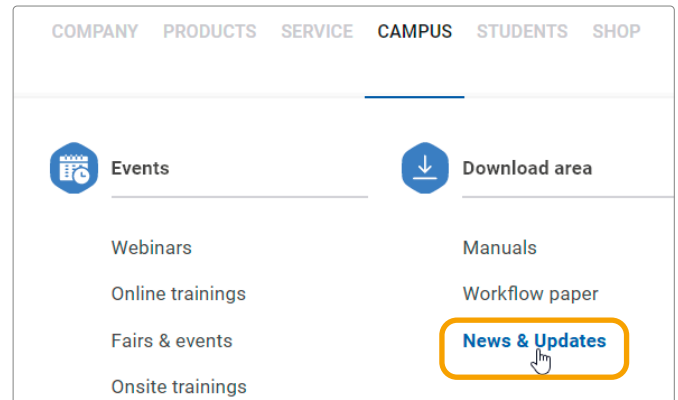 COMPANY PRODUCTS SERVICE CAMPUS STUDENTS SHOP
Events
Webinars
Online trainings
Fairs & events
Onsite trainings
Download area
Manuals
Workflow paper
News & Updates